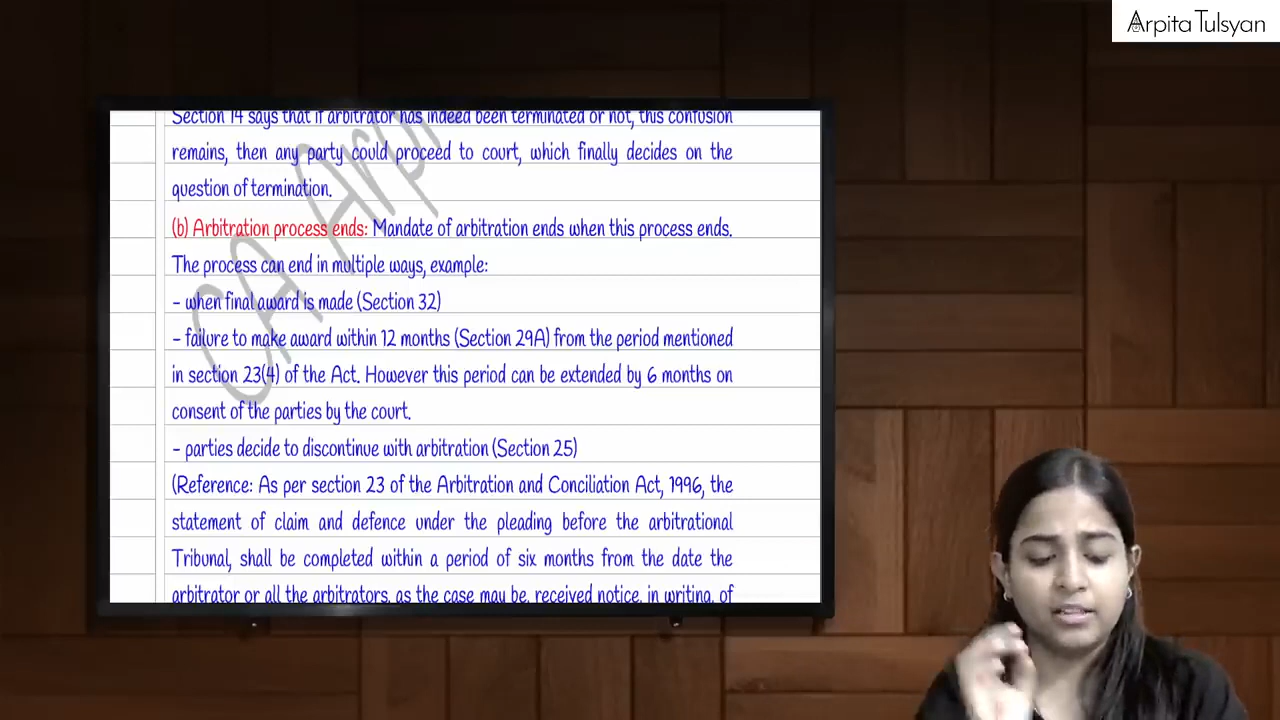 Arpita Tulsyan
Section 14 says that if arbitrator has indeed been terminated or not, this confusion
remains, then any party could proceed to court, which finally decides on the
question of termination.
(b) Arbitration process ends: Mandate of arbitration ends when this process ends.
The process can end in multiple ways, example:
- when final award is made (Section 32)
- failure to make award within 12 months (Section 29A) from the period mentioned
in section 23(4) of the Act. However this period can be extended by 6 months on
consent of the parties by the court.
- parties decide to discontinue with arbitration (Section 25)
(Reference: As per section 23 of the Arbitration and Conciliation Act, 1996, the
statement of claim and defence under the pleading before the arbitrational
Tribunal, shall be completed within a period of six months from the date the
arbitrator or all the arbitrators, as the case may be, received notice, in writing, of
CA Arpi